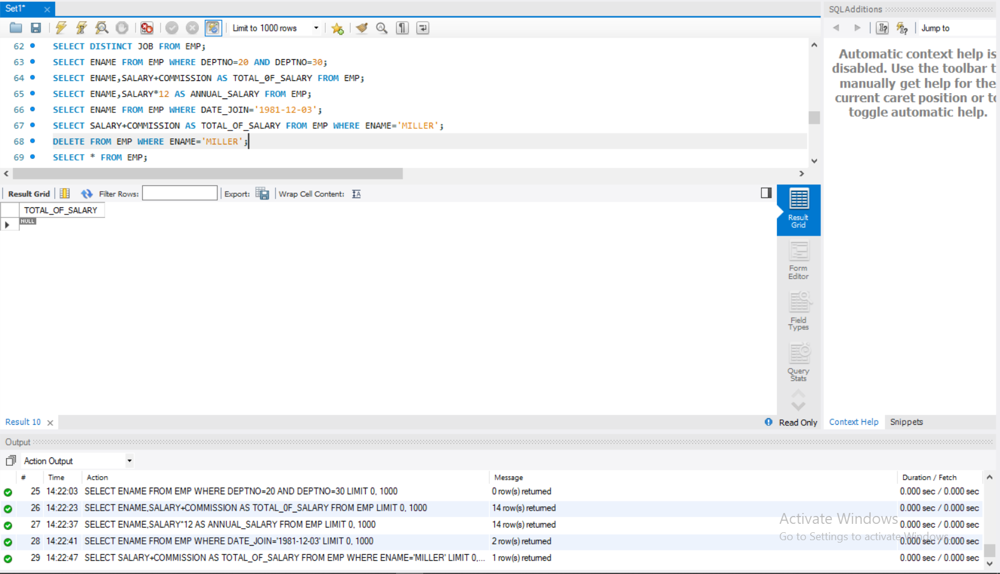 Set1*
SQLAdditions
Limit to 1000 rows
Jump to
62 SELECT DISTINCT JOB FROM EMP;
63 SELECT ENAME FROM EMP WHERE DEPTNO=20 AND DEPTNO=30;
64 SELECT ENAME,SALARY+COMMISSION AS TOTAL_0F_SALARY FROM EMP;
65 SELECT ENAME,SALARY*12 AS ANNUAL_SALARY FROM EMP;
66 SELECT ENAME FROM EMP WHERE DATE_JOIN='1981-12-03';
67 SELECT SALARY+COMMISSION AS TOTAL_OF_SALARY FROM EMP WHERE ENAME='MILLER';
68 DELETE FROM EMP WHERE ENAME='MILLER';
69 SELECT * FROM EMP;
Automatic context help is
disabled. Use the toolbar t
manually get help for the
current caret position or to
toggle automatic help.
Result Grid Filter Rows: Export: Wrap Cell Content:
TOTAL_OF_SALARY
NULL
Result
Grid
Form
Editor
Field
Types
Query
Stats
Result 10
Read Only
Context Help Snippets
Output
Action Output
# Time Action Message Duration / Fetch
25 14:22:03 SELECT ENAME FROM EMP WHERE DEPTNO=20 AND DEPTNO=30 LIMIT 0, 1000 0 row(s) returned 0.000 sec / 0.000 sec
26 14:22:23 SELECT ENAME,SALARY+COMMISSION AS TOTAL_0F_SALARY FROM EMP LIMIT 0, 1000 14 row(s) returned 0.000 sec / 0.000 sec
27 14:22:37 SELECT ENAME,SALARY*12 AS ANNUAL_SALARY FROM EMP LIMIT 0, 1000 14 row(s) returned 0.000 sec / 0.000 sec
28 14:22:41 SELECT ENAME FROM EMP WHERE DATE_JOIN='1981-12-03' LIMIT 0, 1000 2 row(s) returned 0.000 sec / 0.000 sec
29 14:22:47 SELECT SALARY+COMMISSION AS TOTAL_OF_SALARY FROM EMP WHERE ENAME='MILLER' LIMIT 0,... 1 row(s) returned 0.000 sec / 0.000 sec
Activate Windows
Go to Settings to activate Windows.